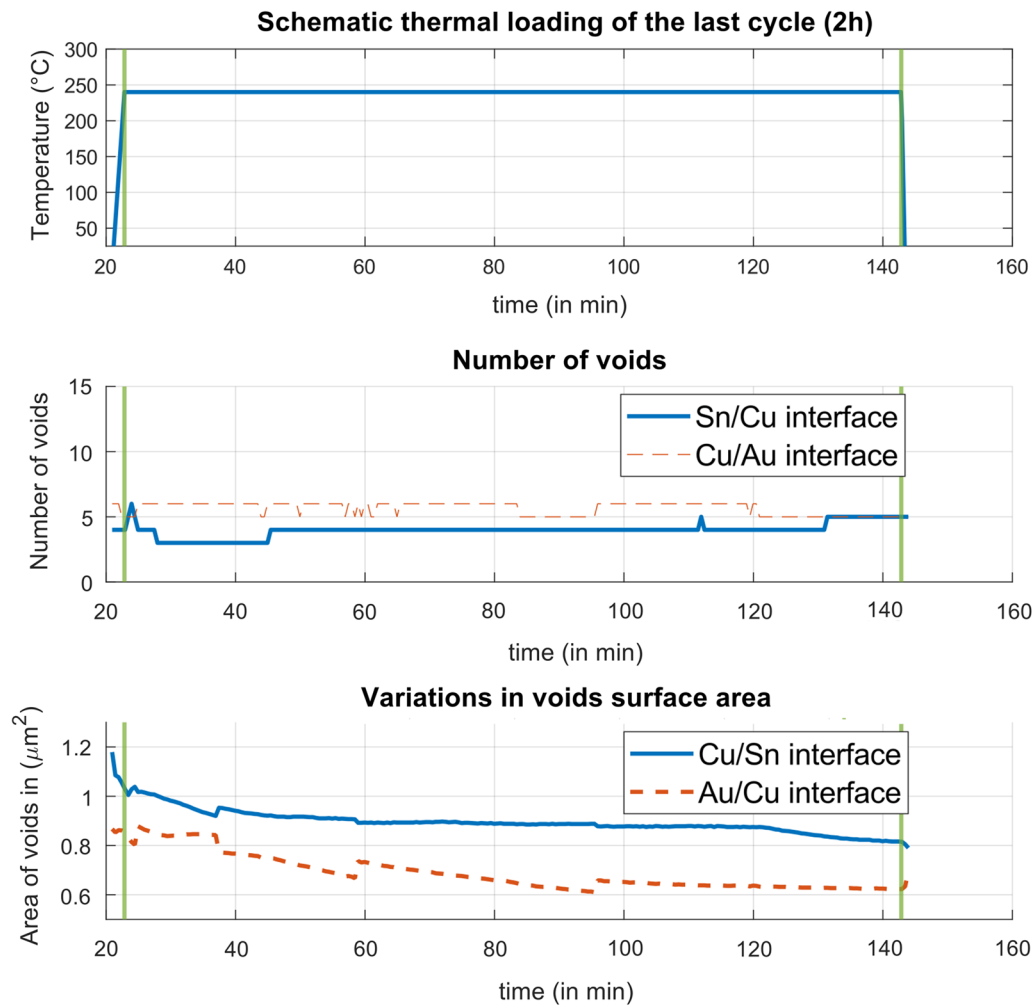 Schematic thermal loading of the last cycle (2h)
Temperature (°C)
300
250
200
150
100
50
20 40 60 80 100 120 140 160
time (in min)
Number of voids
Number of voids
15
10
5
0
Sn/Cu interface
Cu/Au interface
20 40 60 80 100 120 140 160
time (in min)
Variations in voids surface area
Area of voids in (μm²)
1.2
1
0.8
0.6
Cu/Sn interface
Au/Cu interface
20 40 60 80 100 120 140 160
time (in min)